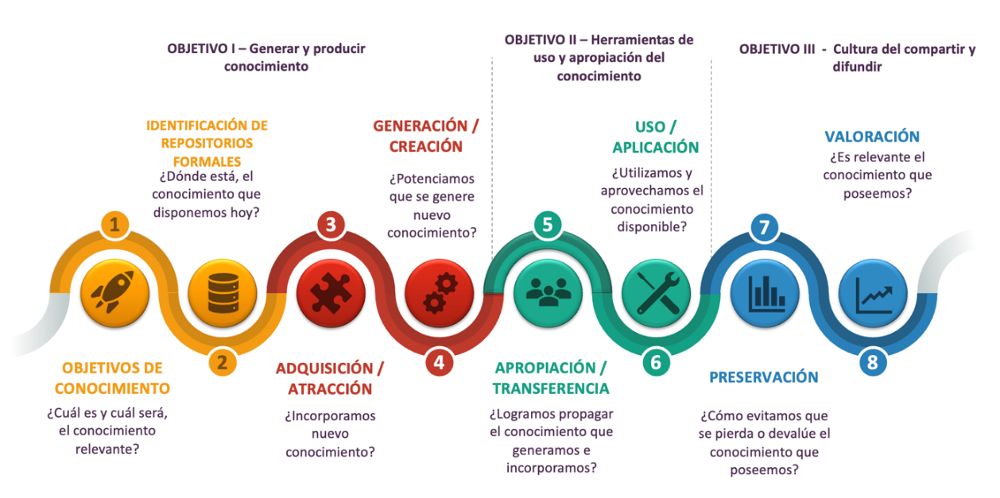 OBJETIVO I – Generar y producir
conocimiento
OBJETIVO II – Herramientas de
uso y apropiación del
conocimiento
OBJETIVO III - Cultura del compartir y
difundir
1
OBJETIVOS DE
CONOCIMIENTO
¿Cuál es y cuál será,
el conocimiento
relevante?
IDENTIFICACIÓN DE
REPOSITORIOS
FORMALES
¿Dónde está, el
conocimiento que
disponemos hoy?
2
3
ADQUISICIÓN /
ATRACCIÓN
¿Incorporamos
nuevo
conocimiento?
GENERACIÓN /
CREACIÓN
¿Potenciamos
que se genere
nuevo
conocimiento?
4
5
APROPIACIÓN /
TRANSFERENCIA
¿Logramos propagar
el conocimiento que
generamos e
incorporamos?
USO /
APLICACIÓN
¿Utilizamos y
aprovechamos el
conocimiento
disponible?
6
7
PRESERVACIÓN
¿Cómo evitamos que
se pierda o devalúe el
conocimiento que
poseemos?
VALORACIÓN
¿Es relevante el
conocimiento que
poseemos?
8